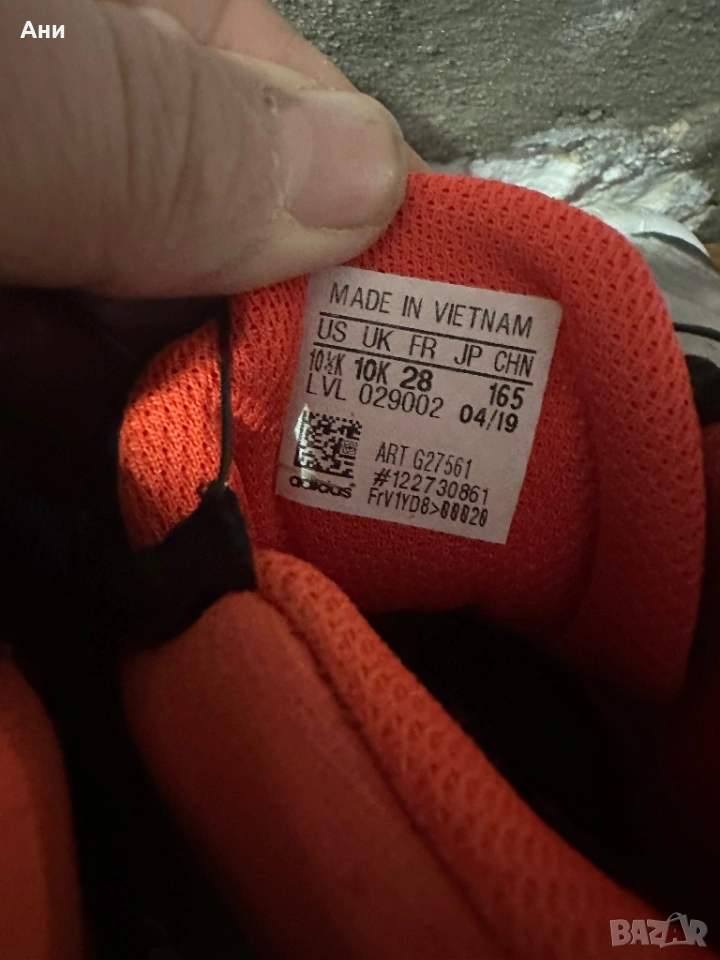 Ани
MADE IN VIETNAM
US UK FR JP CHN
10½K 10K 28 165
LVL 029002 04/19
ART G27561
#122730861
adidas
FrV1YD8>00020
BAZAR